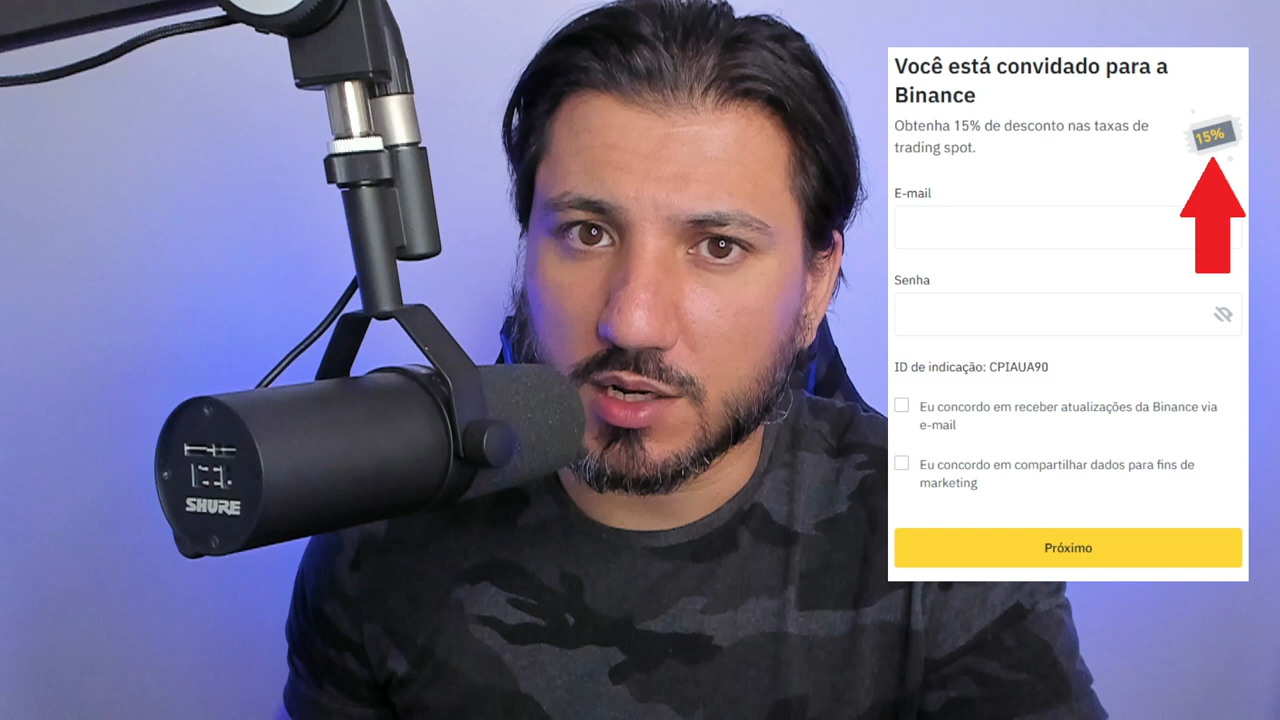 SHURE
Você está convidado para a
Binance
Obtenha 15% de desconto nas taxas de
trading spot.
15%
E-mail
Senha
ID de indicação: CPIAUA90
Eu concordo em receber atualizações da Binance via
e-mail
Eu concordo em compartilhar dados para fins de
marketing
Próximo